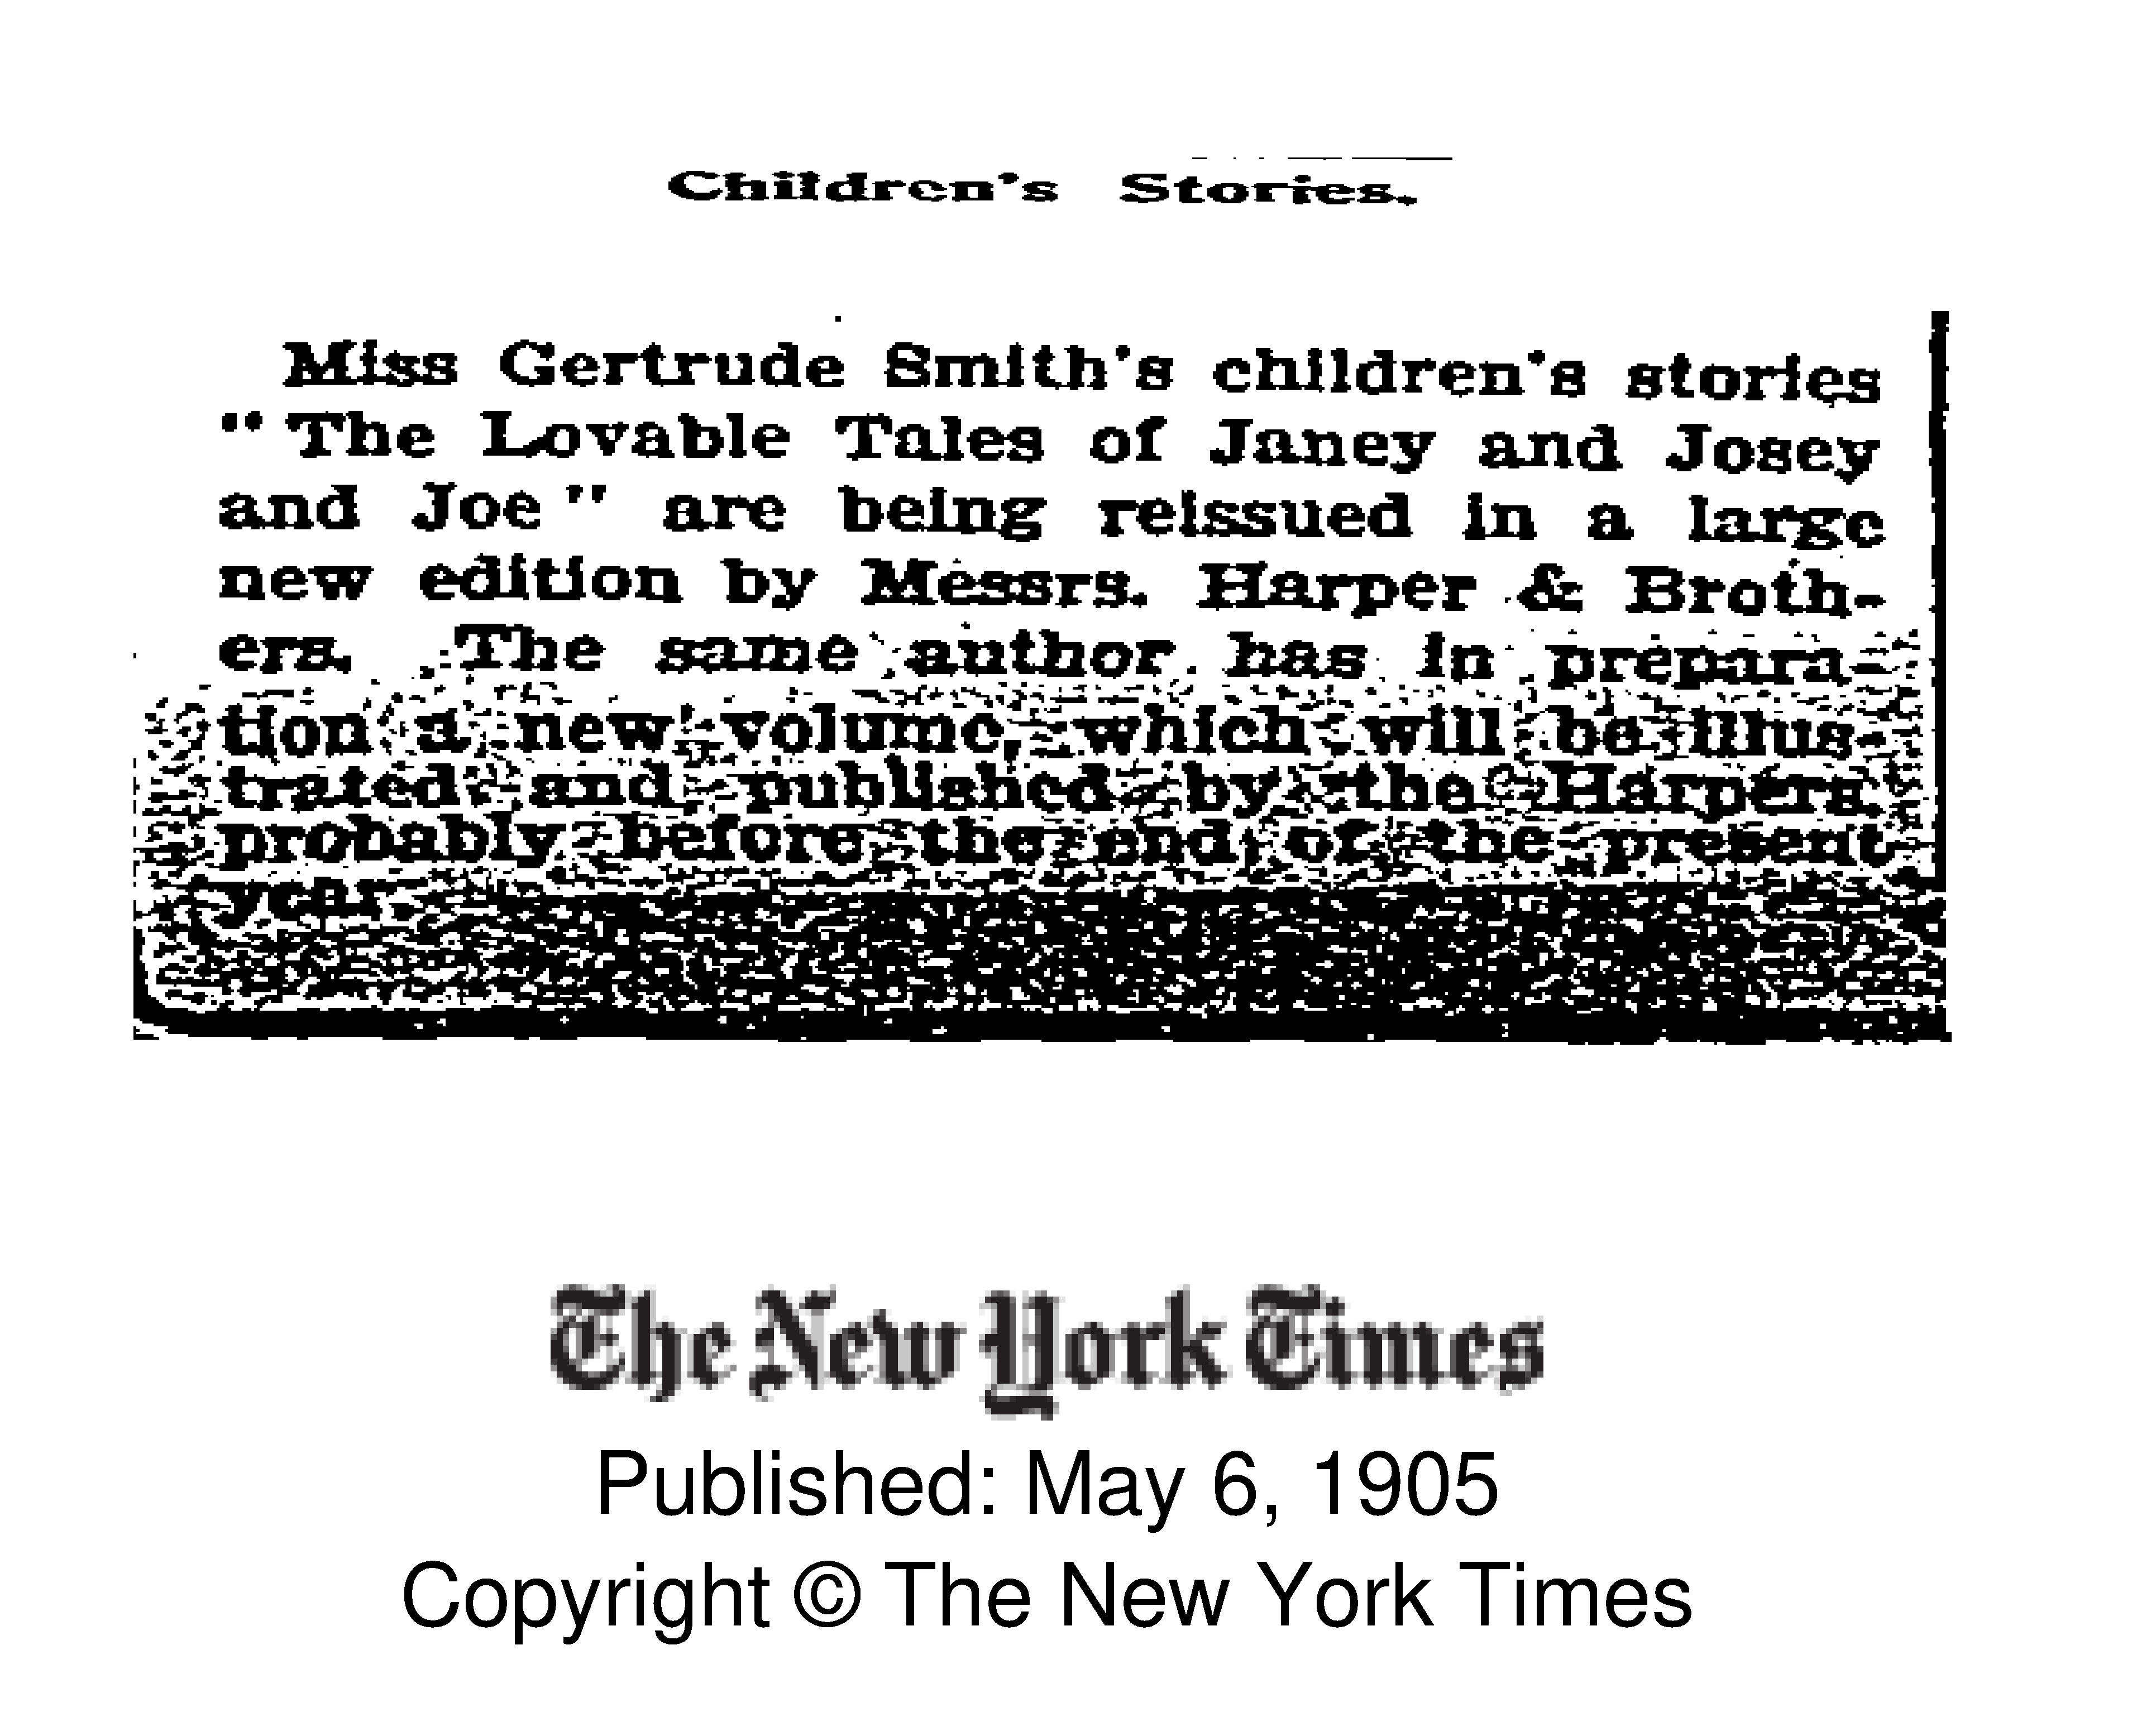 Children's Stories.
Miss Gertrude Smith's children's stories
"The Lovable Tales of Janey and Josey
and Joe" are being reissued in a large
new edition by Messrs. Harper & Broth-
ers. The same author has in prepara-
tion a new volume, which will be illus-
trated and published by the Harpers,
probably before the end of the present
year.
The New York Times
Published: May 6, 1905
Copyright © The New York Times